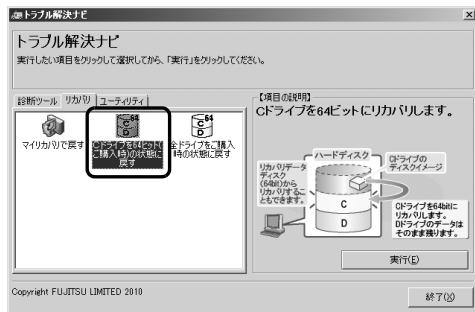 トラブル解決ナビ
トラブル解決ナビ
実行したい項目をクリックして選択してから、「実行」をクリックしてください。
診断ツール リカバリ ユーティリティ
マイリカバリで戻す
64
C
D
Cドライブを64ビット(
ご購入時)の状態に
戻す
64
C
D
全ドライブをご購入
時の状態に戻す
【項目の説明】
Cドライブを64ビットにリカバリします。
ハードディスク
Cドライブの
ディスクイメージ
リカバリデータ
ディスク
(64bit)から
リカバリするこ
ともできます。
C
D
Cドライブを64bitに
リカバリします。
Dドライブのデータは
そのまま残ります。
実行(E)
Copyright FUJITSU LIMITED 2010
終了(X)